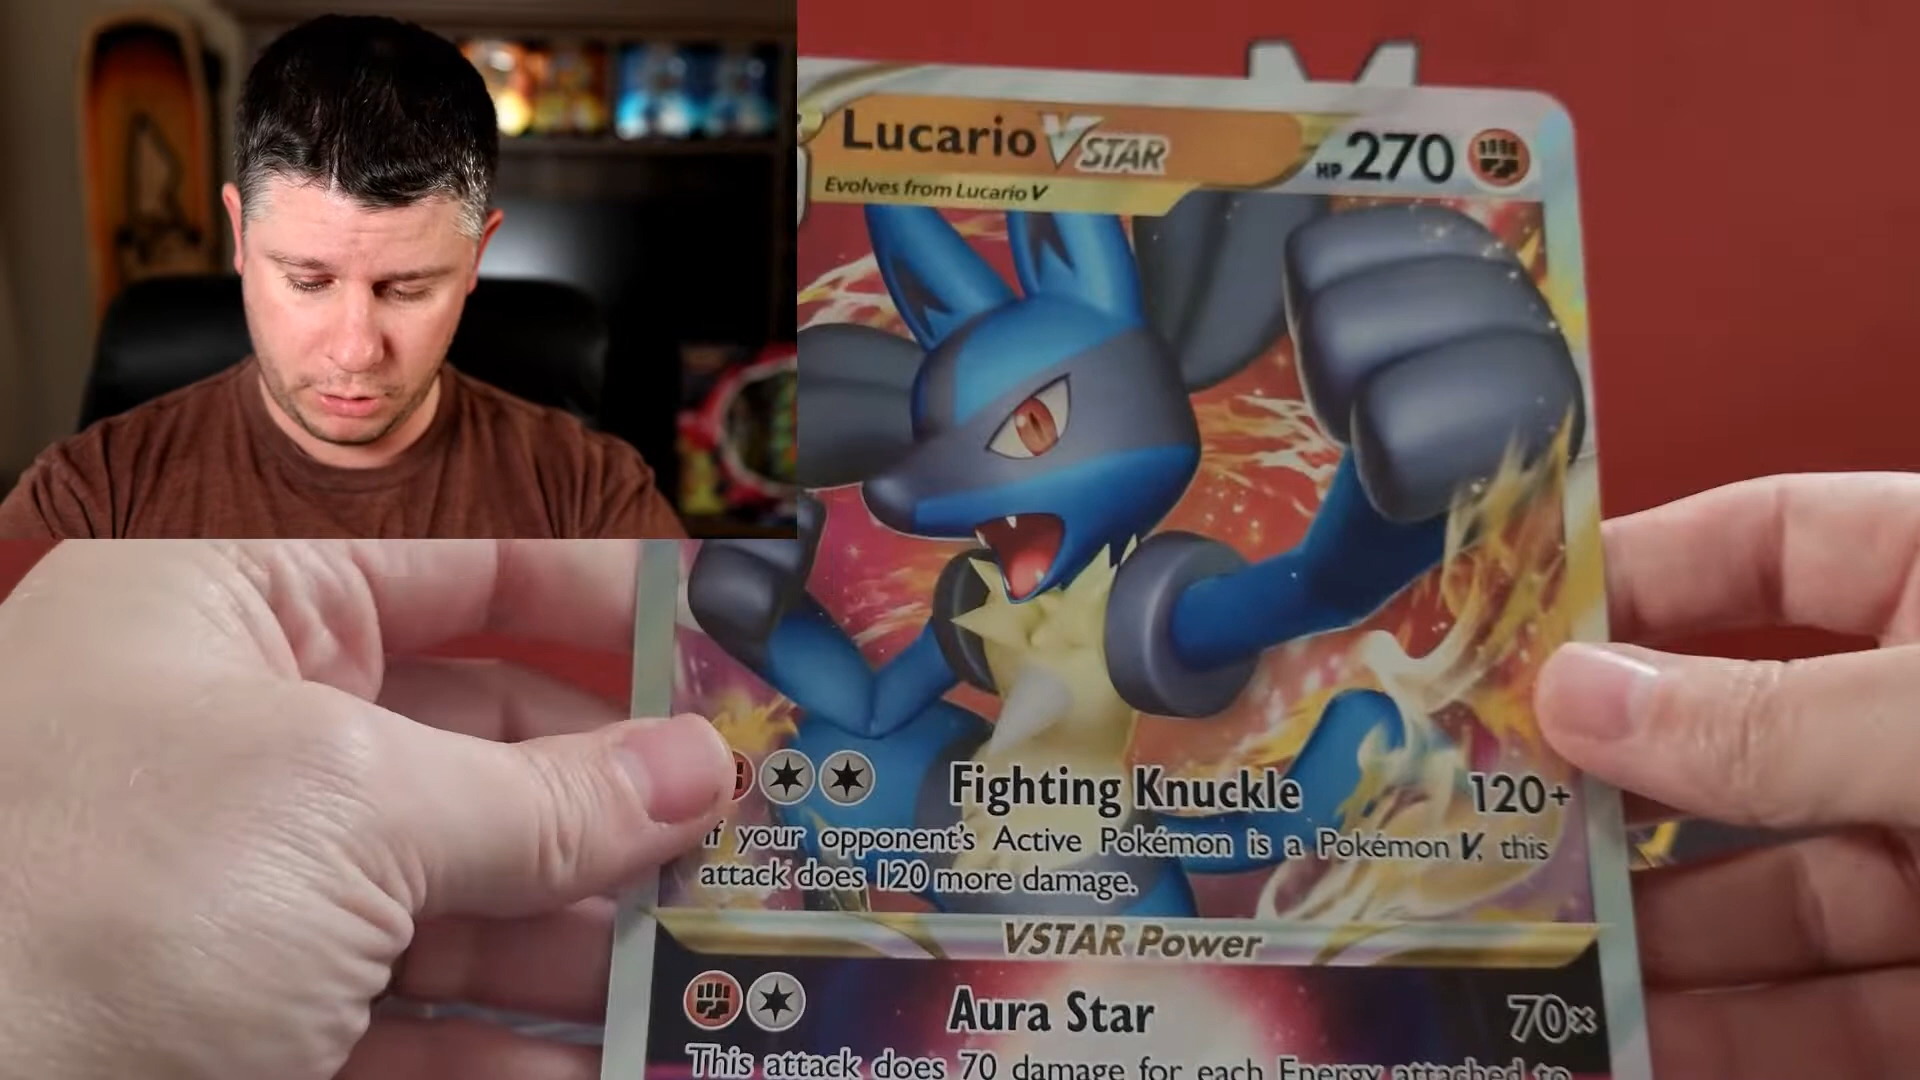 M
Lucario VSTAR
HP 270
Evolves from Lucario V
Fighting Knuckle 120+
If your opponent's Active Pokémon is a Pokémon V, this
attack does 120 more damage.
VSTAR Power
Aura Star 70×
This attack does 70 damage for each Energy attached to